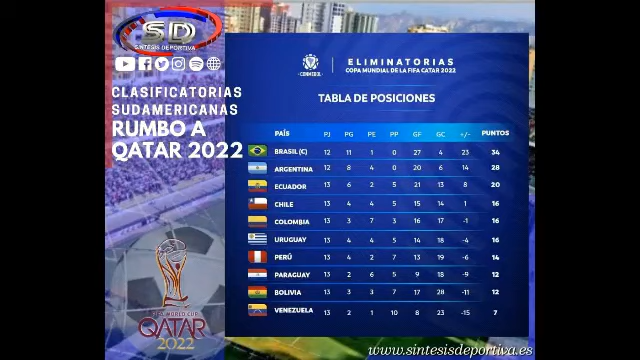 SD
SINTESIS DEPORTIVA
CLASIFICATORIAS
SUDAMERICANAS
RUMBO A
QATAR 2022
CONMEBOL
ELIMINATORIAS
COPA MUNDIAL DE LA FIFA CATAR 2022
TABLA DE POSICIONES
PAÍS PJ PG PE PP GF GC +/- PUNTOS
BRASIL (C) 12 11 1 0 27 4 23 34
ARGENTINA 12 8 4 0 20 6 14 28
ECUADOR 13 6 2 5 21 13 8 20
CHILE 13 4 4 5 15 14 1 16
COLOMBIA 13 3 7 3 16 17 -1 16
URUGUAY 13 4 4 5 14 18 -4 16
PERÚ 13 4 2 7 13 19 -6 14
PARAGUAY 13 2 6 5 9 18 -9 12
BOLIVIA 13 3 3 7 17 28 -11 12
VENEZUELA 13 2 1 10 8 23 -15 7
FIFA WORLD CUP
QATAR
2022
www.sintesisdeportiva.es